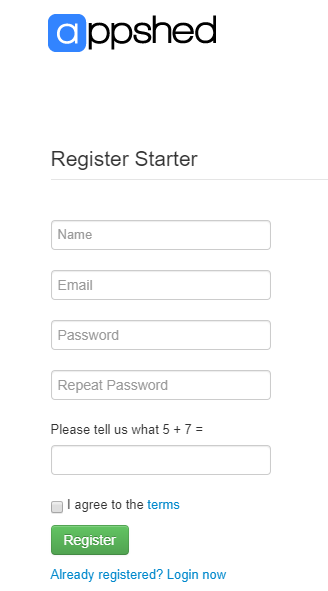 appshed
Register Starter
Name
Email
Password
Repeat Password
Please tell us what 5 + 7 =
I agree to the terms
Register
Already registered? Login now